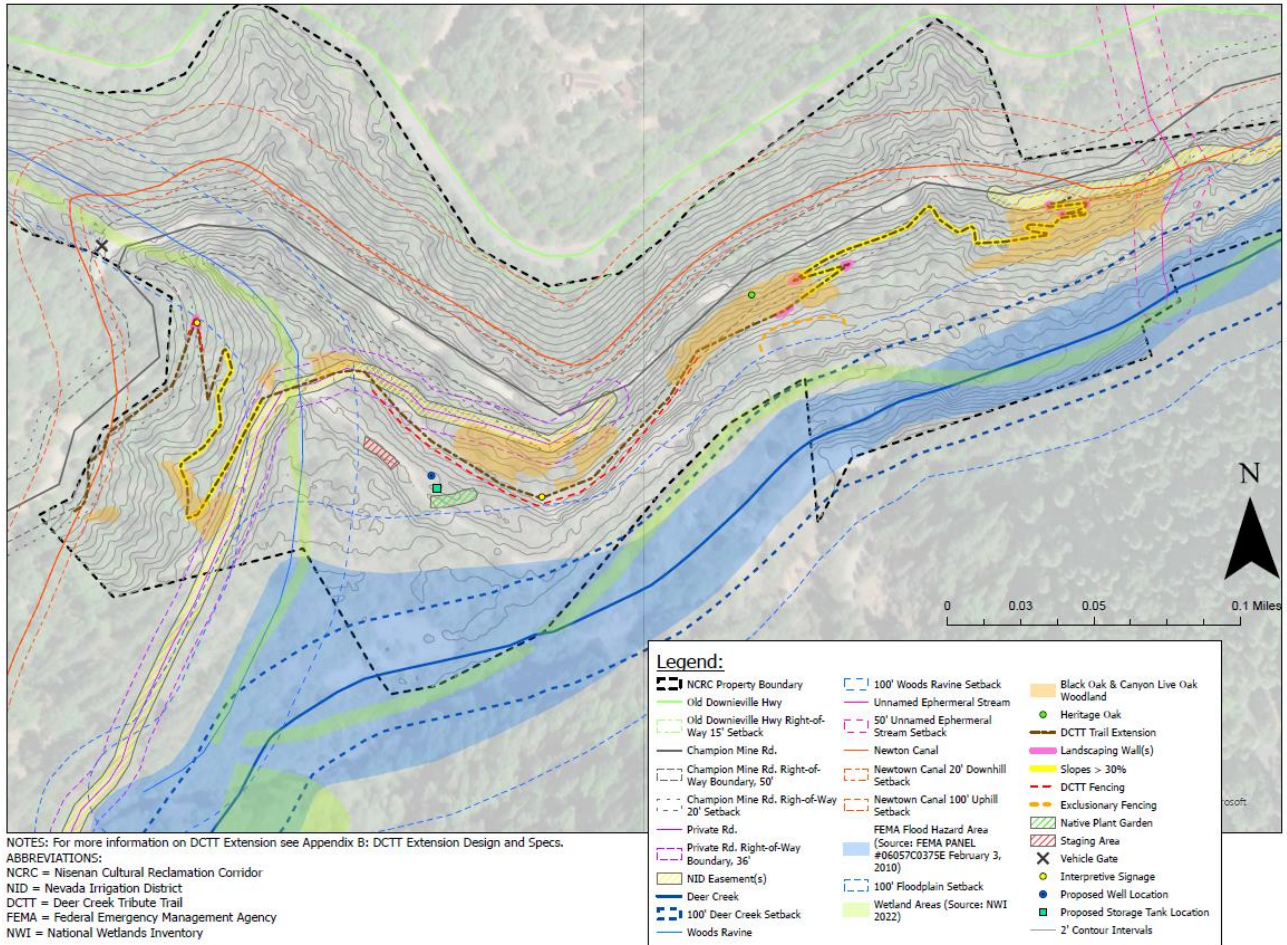 N
0 0.03 0.05 0.1 Miles
rosoft
Legend:
NCRC Property Boundary
Old Downieville Hwy
Old Downieville Hwy Right-of-
Way 15' Setback
Champion Mine Rd.
Champion Mine Rd. Right-of-
Way Boundary, 50'
Champion Mine Rd. Righ-of-Way
20' Setback
Private Rd.
Private Rd. Right-of-Way
Boundary, 36'
NID Easement(s)
Deer Creek
100' Deer Creek Setback
Woods Ravine
100' Woods Ravine Setback
Unnamed Ephemeral Stream
50' Unnamed Ephemeral
Stream Setback
Newton Canal
Newtown Canal 20' Downhill
Setback
Newtown Canal 100' Uphill
Setback
FEMA Flood Hazard Area
(Source: FEMA PANEL
#06057C0375E February 3,
2010)
100' Floodplain Setback
Wetland Areas (Source: NWI
2022)
Black Oak & Canyon Live Oak
Woodland
Heritage Oak
DCTT Trail Extension
Landscaping Wall(s)
Slopes > 30%
DCTT Fencing
Exclusionary Fencing
Native Plant Garden
Staging Area
Vehicle Gate
Interpretive Signage
Proposed Well Location
Proposed Storage Tank Location
2' Contour Intervals
NOTES: For more information on DCTT Extension see Appendix B: DCTT Extension Design and Specs.
ABBREVIATIONS:
NCRC = Nisenan Cultural Reclamation Corridor
NID = Nevada Irrigation District
DCTT = Deer Creek Tribute Trail
FEMA = Federal Emergency Management Agency
NWI = National Wetlands Inventory